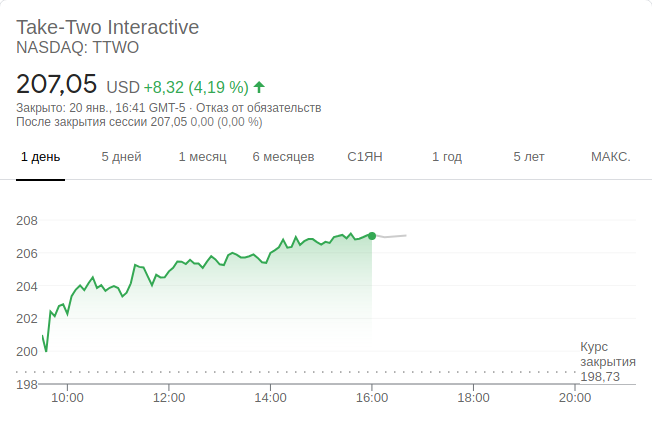 Take-Two Interactive
NASDAQ: TTWO
207,05 USD +8,32 (4,19 %)
Закрыто: 20 янв., 16:41 GMT-5 · Отказ от обязательств
После закрытия сессии 207,05 0,00 (0,00 %)
1 день 5 дней 1 месяц 6 месяцев С1ЯН 1 год 5 лет МАКС.
208
206
204
202
200
Курс
закрытия
198,73
198
10:00 12:00 14:00 16:00 18:00 20:00